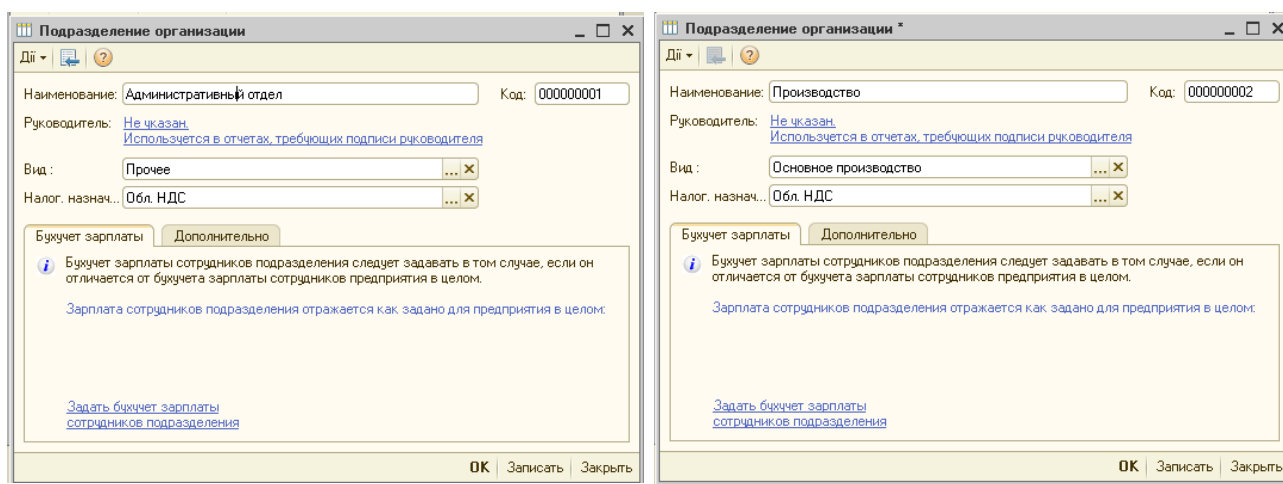 Подразделение организации
Дії
Наименование: Административный отдел Код: 000000001
Руководитель: Не указан.
Используется в отчетах, требующих подписи руководителя
Вид : Прочее ...
Налог. назнач... Обл. НДС ...
Бухучет зарплаты Дополнительно
Бухучет зарплаты сотрудников подразделения следует задавать в том случае, если он
отличается от бухучета зарплаты сотрудников предприятия в целом.
Зарплата сотрудников подразделения отражается как задано для предприятия в целом:
Задать бухучет зарплаты
сотрудников подразделения
OK Записать Закрыть
Подразделение организации *
Дії
Наименование: Производство Код: 000000002
Руководитель: Не указан.
Используется в отчетах, требующих подписи руководителя
Вид : Основное производство ...
Налог. назнач... Обл. НДС ...
Бухучет зарплаты Дополнительно
Бухучет зарплаты сотрудников подразделения следует задавать в том случае, если он
отличается от бухучета зарплаты сотрудников предприятия в целом.
Зарплата сотрудников подразделения отражается как задано для предприятия в целом:
Задать бухучет зарплаты
сотрудников подразделения
OK Записать Закрыть